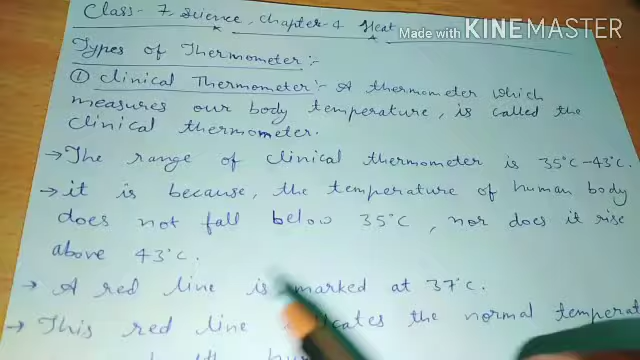 Class - 7 Science, Chapter - 4 Heat
Made with KINEMASTER
Types of Thermometer :-
① Clinical Thermometer :- A thermometer which
measures our body temperature, is called the
clinical thermometer.
→ The range of clinical thermometer is 35°C - 43°C.
→ it is because, the temperature of human body
does not fall below 35°C, nor does it rise
above 43°C.
→ A red line is marked at 37°C.
→ This red line indicates the normal temperat